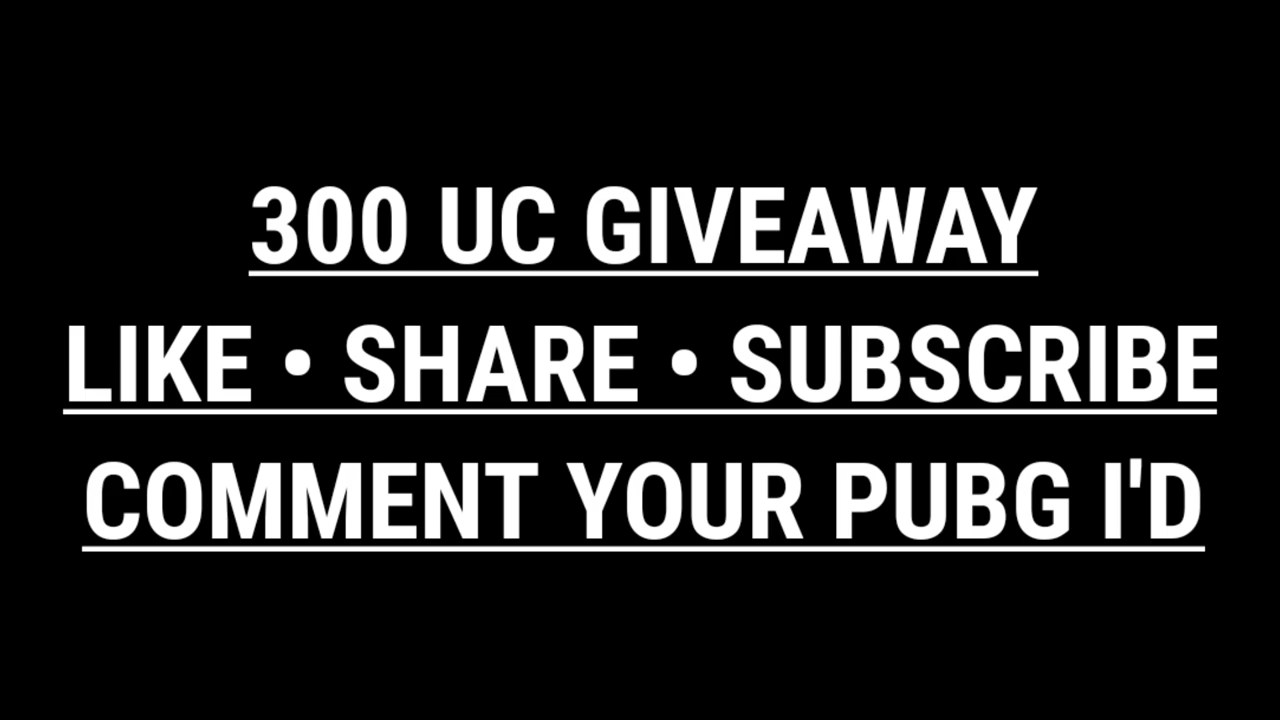 300 UC GIVEAWAY
LIKE • SHARE • SUBSCRIBE
COMMENT YOUR PUBG I'D